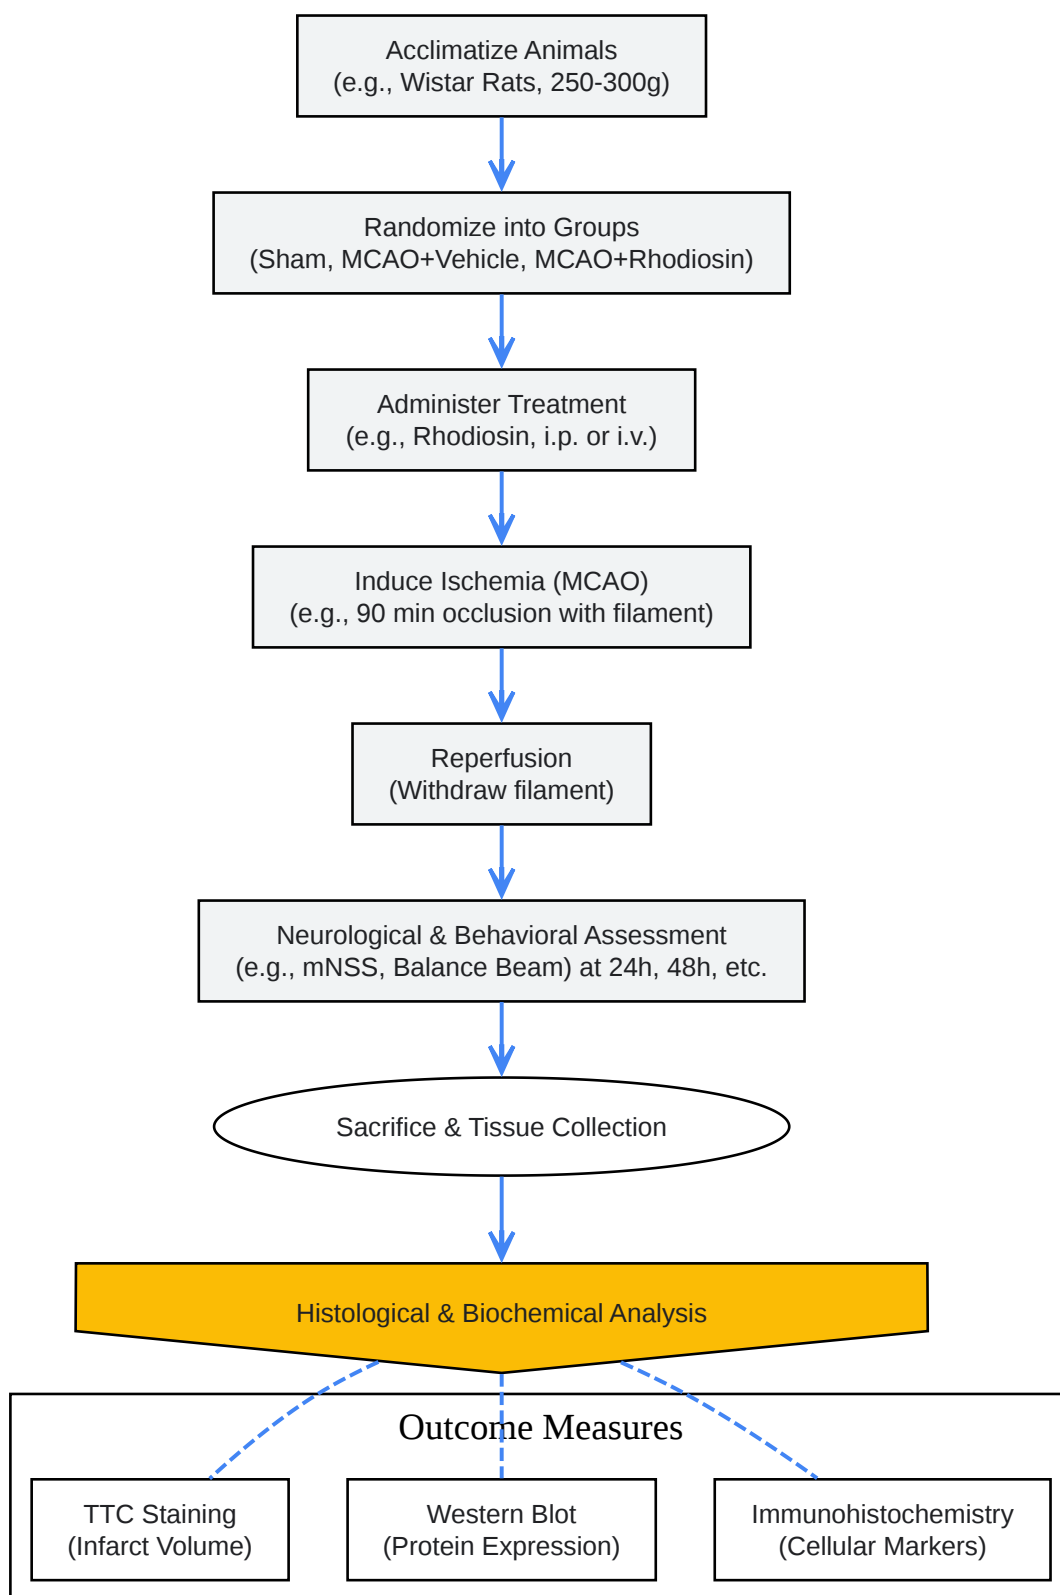 Acclimatize Animals
(e.g., Wistar Rats, 250-300g)
Randomize into Groups
(Sham, MCAO+Vehicle, MCAO+Rhodiosin)
Administer Treatment
(e.g., Rhodiosin, i.p. or i.v.)
Induce Ischemia (MCAO)
(e.g., 90 min occlusion with filament)
Reperfusion
(Withdraw filament)
Neurological & Behavioral Assessment
(e.g., mNSS, Balance Beam) at 24h, 48h, etc.
Sacrifice & Tissue Collection
Histological & Biochemical Analysis
Outcome Measures
TTC Staining
(Infarct Volume)
Western Blot
(Protein Expression)
Immunohistochemistry
(Cellular Markers)